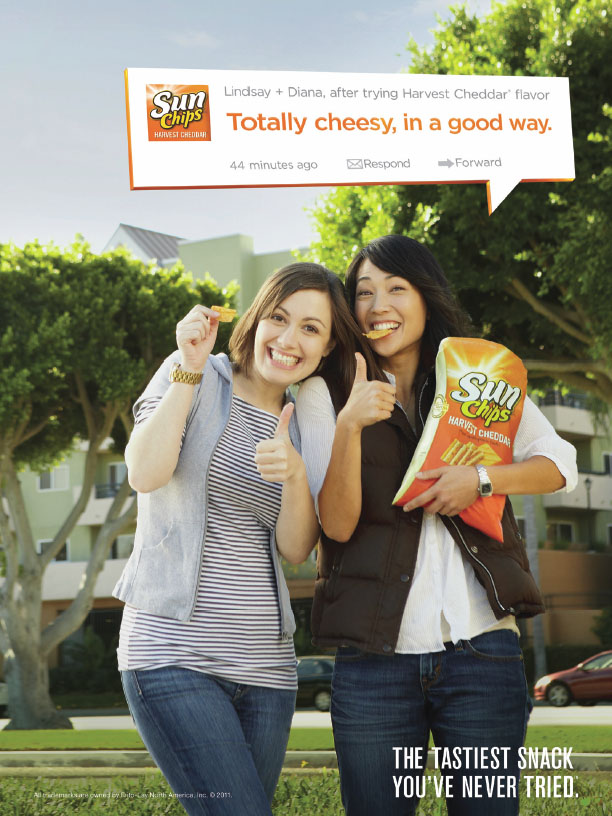 Sun
Chips
HARVEST CHEDDAR
Lindsay + Diana, after trying Harvest Cheddar* flavor
Totally cheesy, in a good way.
44 minutes ago Respond Forward
Sun
Chips
HARVEST CHEDDAR
THE TASTIEST SNACK
YOU'VE NEVER TRIED.
All trademarks are owned by Frito-Lay North America, Inc. © 2011.